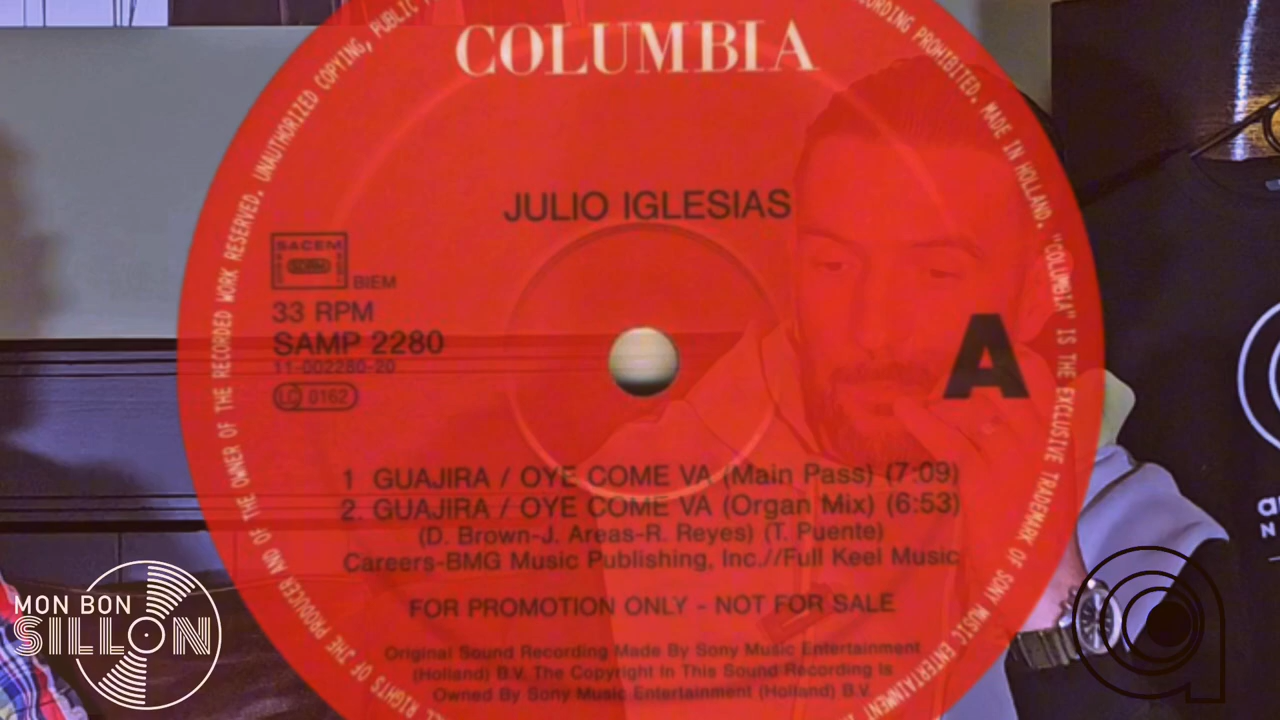 COLUMBIA
JULIO IGLESIAS
SACEM
BIEM
33 RPM
SAMP 2280
11-002280-20
LC 0162
A
1 GUAJIRA / OYE COME VA (Main Pass) (7:09)
2. GUAJIRA / OYE COME VA (Organ Mix) (6:53)
(D. Brown-J. Areas-R. Reyes) (T. Puente)
Careers-BMG Music Publishing, Inc.//Full Keel Music
FOR PROMOTION ONLY - NOT FOR SALE
Original Sound Recording Made By Sony Music Entertainment
(Holland) B.V. The Copyright In This Sound Recording Is
Owned By Sony Music Entertainment (Holland) B.V.
RIGHTS OF THE PRODUCER AND OF THE OWNER OF THE RECORDED WORK RESERVED. UNAUTHORIZED COPYING, PUBLIC
PROHIBITED. MADE IN HOLLAND. "COLUMBIA" IS THE EXCLUSIVE TRADEMARK OF SONY MUSIC ENTERTAINMENT
MON BON
SILLON